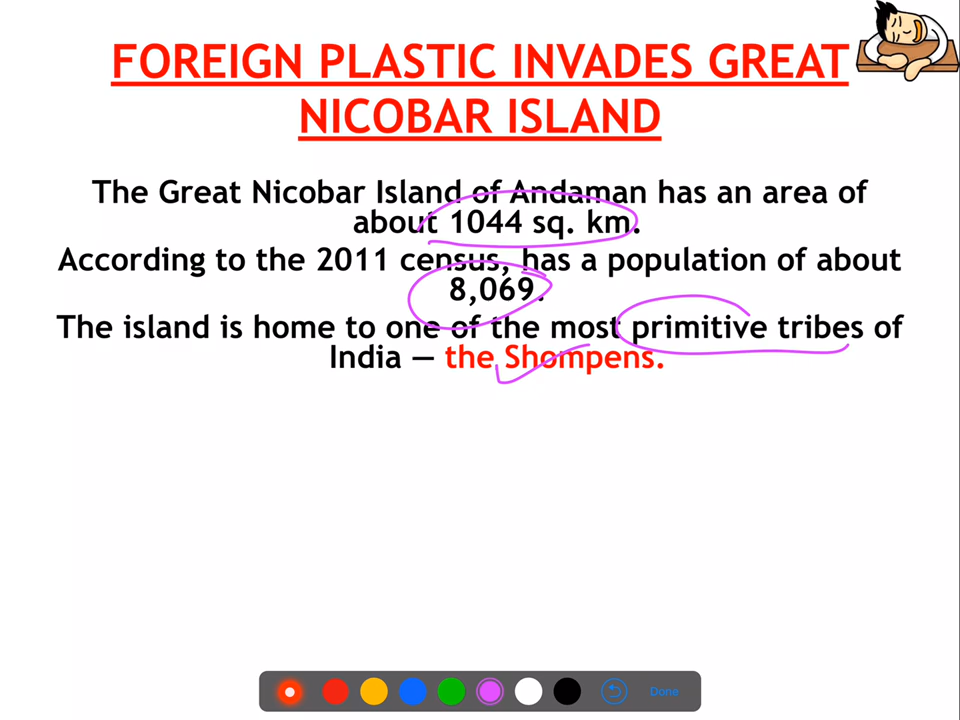 FOREIGN PLASTIC INVADES GREAT
NICOBAR ISLAND
The Great Nicobar Island of Andaman has an area of
about 1044 sq. km.
According to the 2011 census, has a population of about
8,069.
The island is home to one of the most primitive tribes of
India — the Shompens.
Done